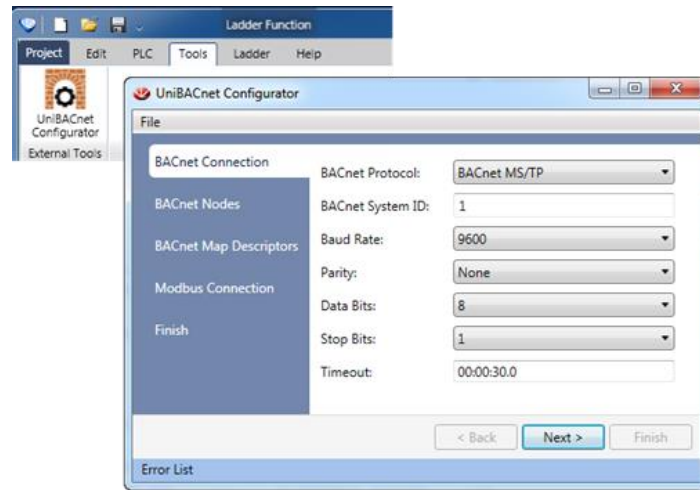 Ladder Function
Project Edit PLC Tools Ladder Help
UniBACnet
Configurator
External Tools
UniBACnet Configurator
File
BACnet Connection
BACnet Nodes
BACnet Map Descriptors
Modbus Connection
Finish
BACnet Protocol: BACnet MS/TP
BACnet System ID: 1
Baud Rate: 9600
Parity: None
Data Bits: 8
Stop Bits: 1
Timeout: 00:00:30.0
< Back Next > Finish
Error List